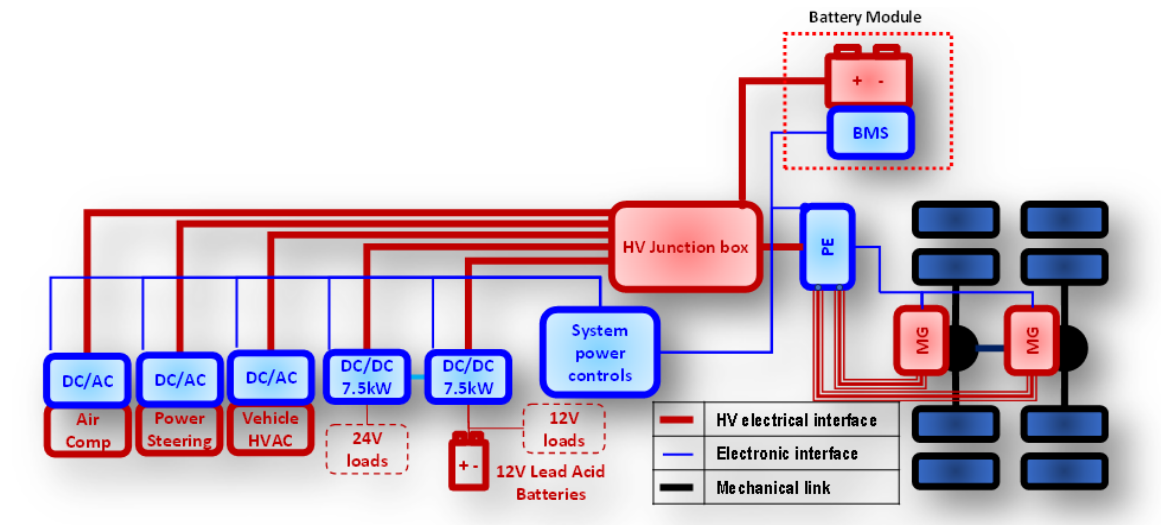 Battery Module
+ -
BMS
HV Junction box
PE
MG
MG
System
power
controls
DC/AC
DC/AC
DC/AC
DC/DC
7.5kW
DC/DC
7.5kW
Air
Comp
Power
Steering
Vehicle
HVAC
24V
loads
12V
loads
+ -
12V Lead Acid
Batteries
HV electrical interface
Electronic interface
Mechanical link